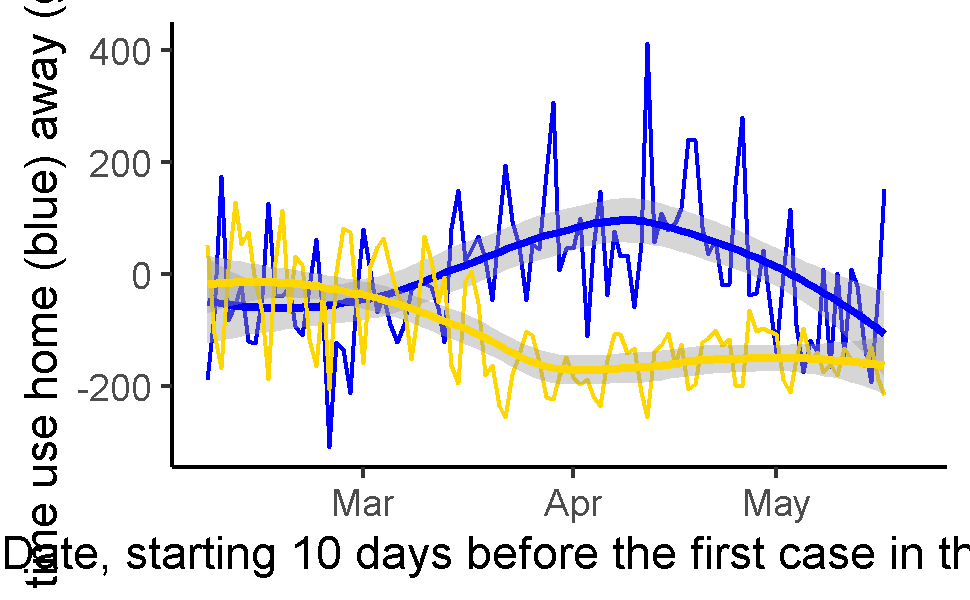 time use home (blue) away (
400
200
0
-200
Mar Apr May
Date, starting 10 days before the first case in th